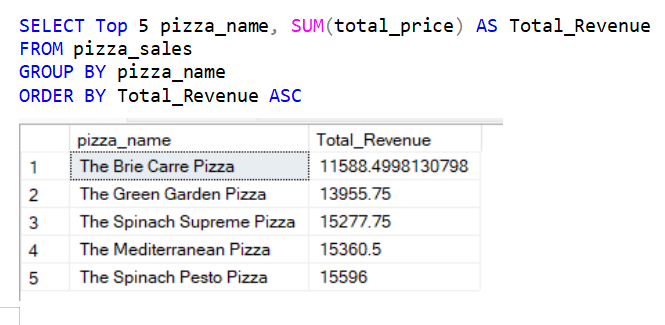 SELECT Top 5 pizza_name, SUM(total_price) AS Total_Revenue
FROM pizza_sales
GROUP BY pizza_name
ORDER BY Total_Revenue ASC
pizza_name Total_Revenue
1 The Brie Carre Pizza 11588.4998130798
2 The Green Garden Pizza 13955.75
3 The Spinach Supreme Pizza 15277.75
4 The Mediterranean Pizza 15360.5
5 The Spinach Pesto Pizza 15596